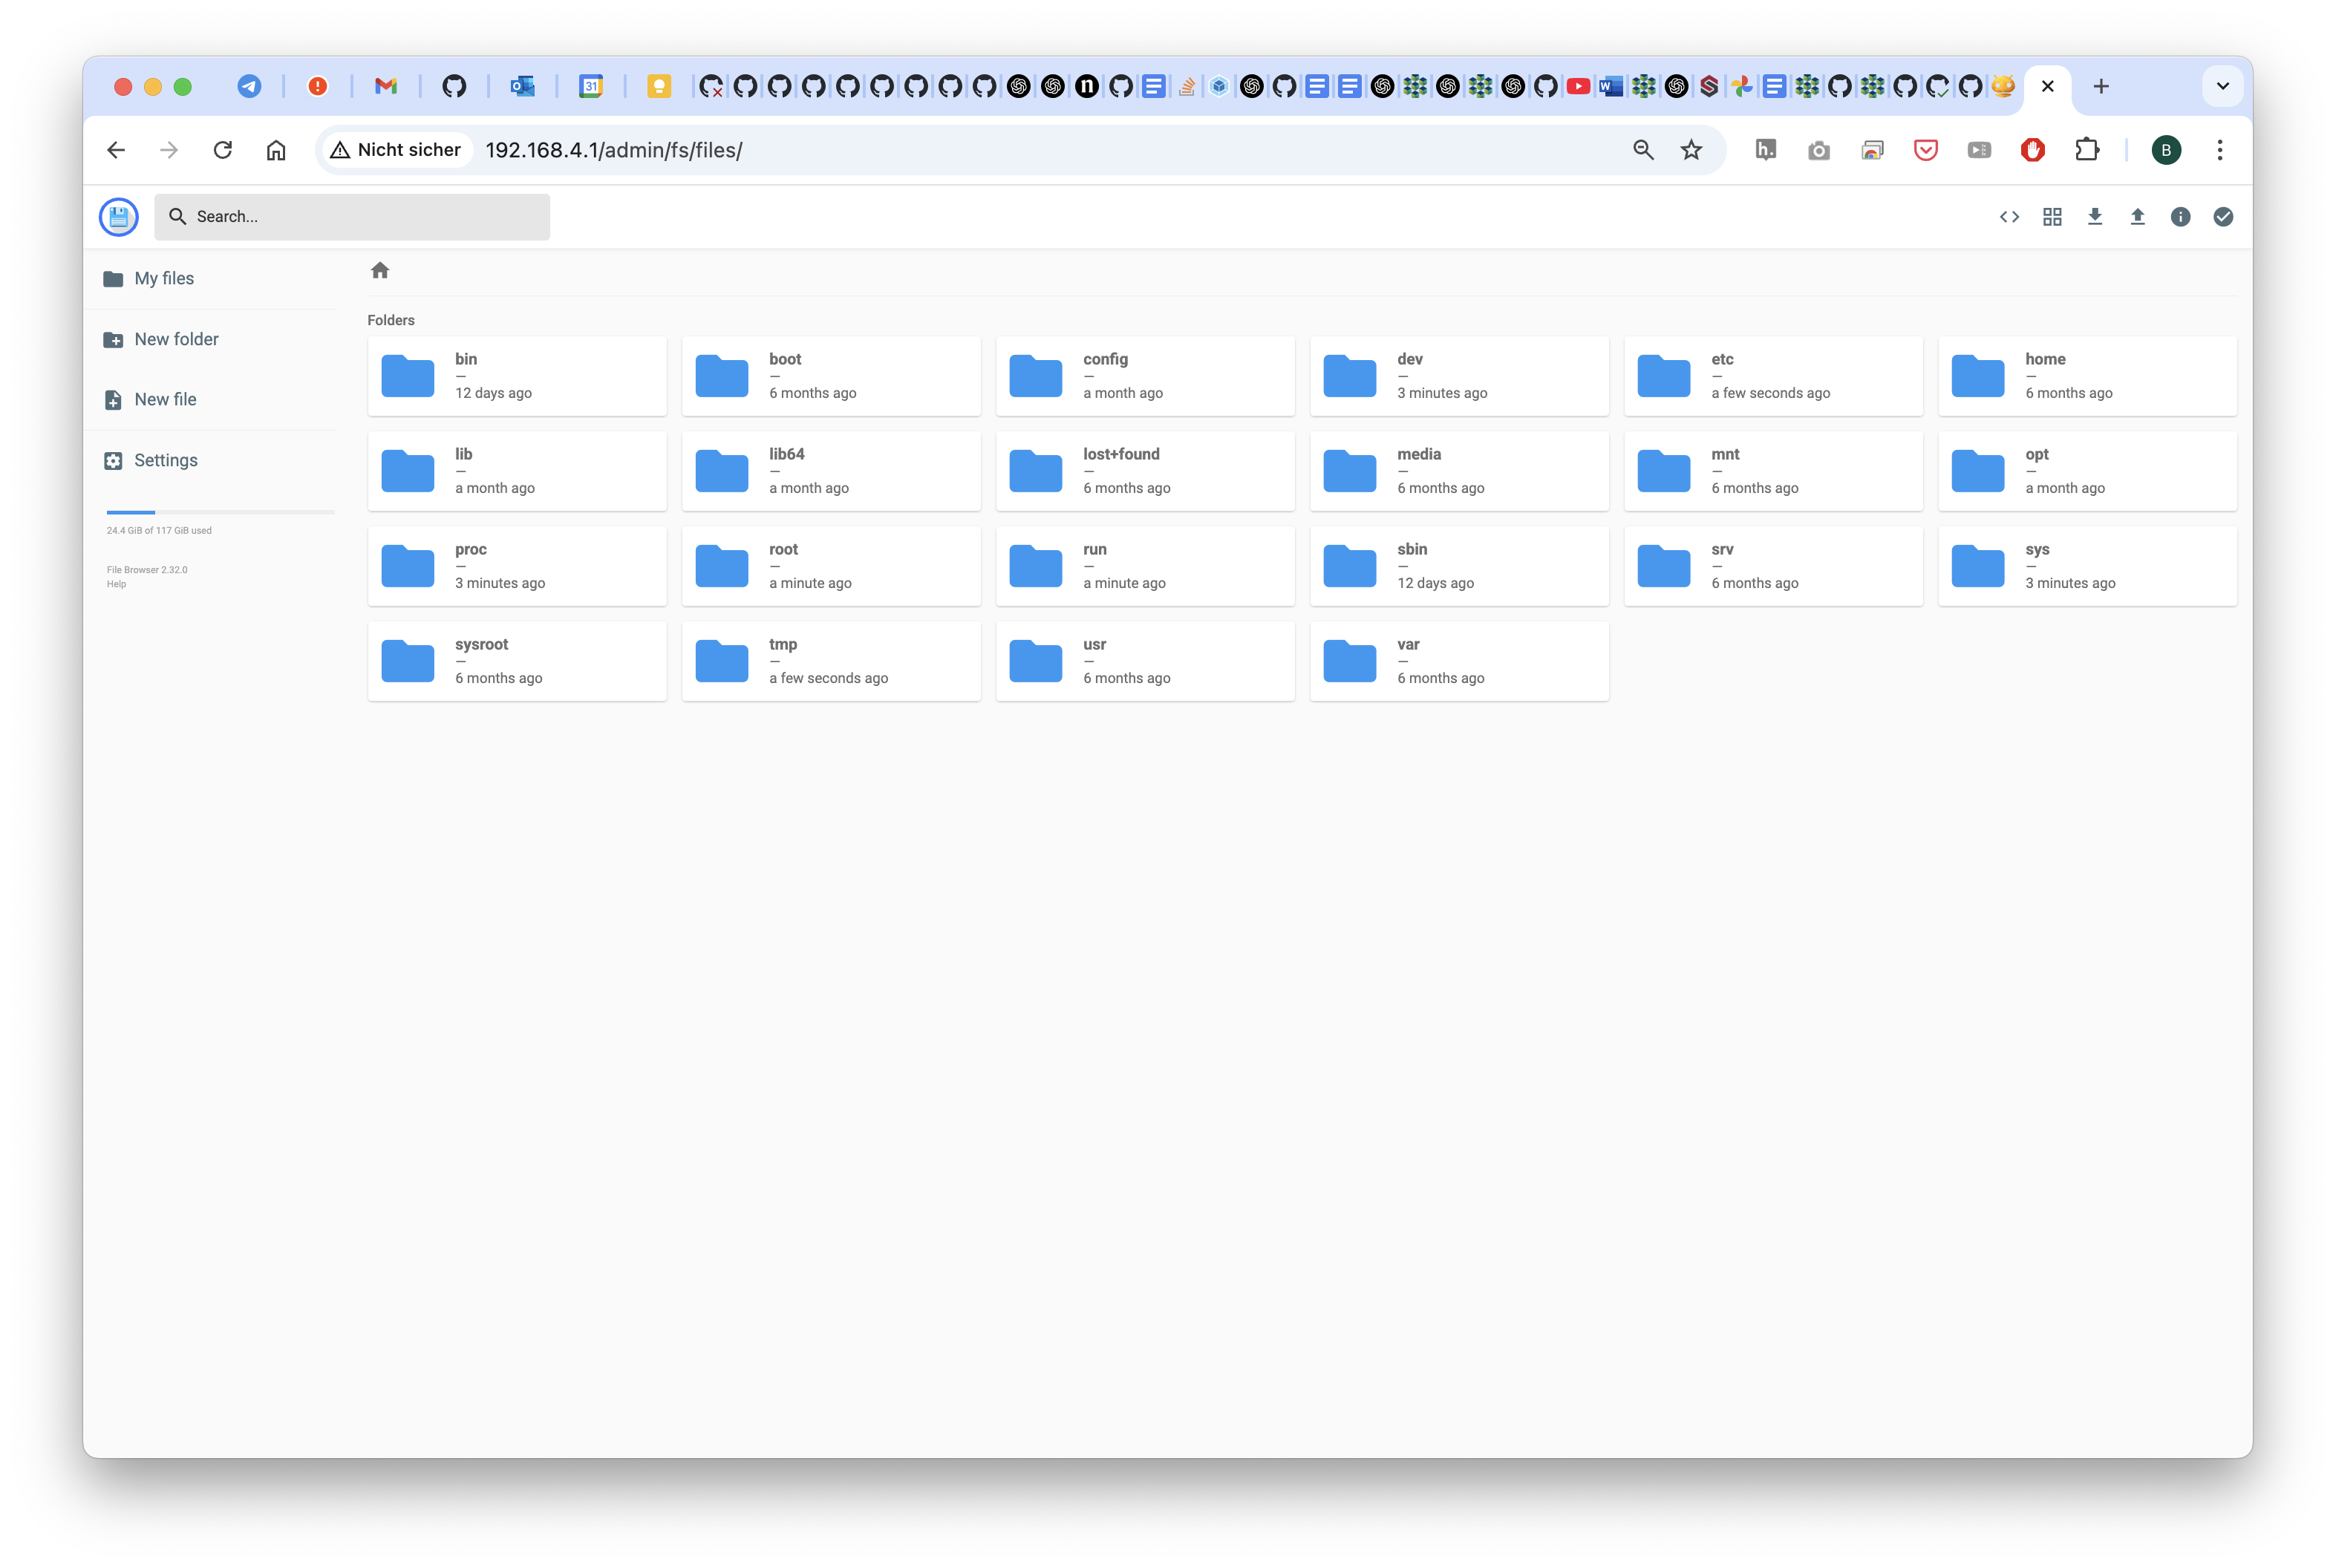 Nicht sicher
192.168.4.1/admin/fs/files/
h.
B
Search...
My files
New folder
New file
Settings
24.4 GiB of 117 GiB used
File Browser 2.32.0
Help
Folders
bin
—
12 days ago
boot
—
6 months ago
config
—
a month ago
dev
—
3 minutes ago
etc
—
a few seconds ago
home
—
6 months ago
lib
—
a month ago
lib64
—
a month ago
lost+found
—
6 months ago
media
—
6 months ago
mnt
—
6 months ago
opt
—
a month ago
proc
—
3 minutes ago
root
—
a minute ago
run
—
a minute ago
sbin
—
12 days ago
srv
—
6 months ago
sys
—
3 minutes ago
sysroot
—
6 months ago
tmp
—
a few seconds ago
usr
—
6 months ago
var
—
6 months ago